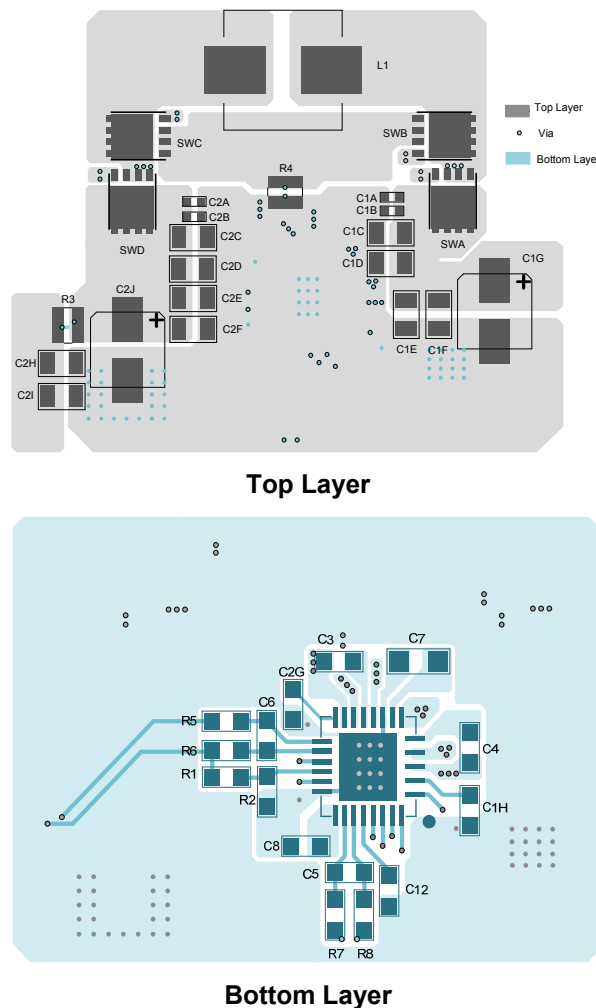 L1
Top Layer
Via
Bottom Laye
SWC
SWB
R4
C2A
C2B
C2C
C2D
C2E
C2F
C1A
C1B
C1C
C1D
SWD
SWA
C1G
+
R3
C2J
+
C2H
C2I
C1E
C1F
Top Layer
C3
C7
C2G
C6
R5
R6
R1
R2
C4
C1H
C8
C5
C12
R7
R8
Bottom Layer